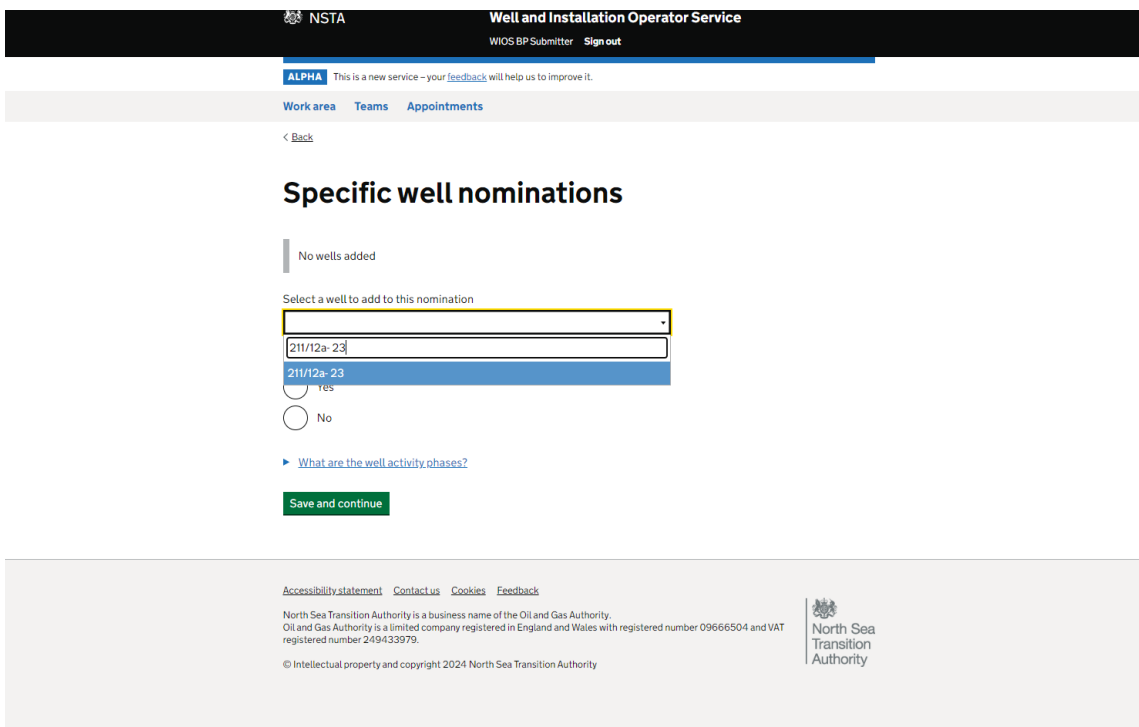 NSTA
Well and Installation Operator Service
WIOS BP Submitter Sign out
ALPHA This is a new service – your feedback will help us to improve it.
Work area Teams Appointments
Back
Specific well nominations
No wells added
Select a well to add to this nomination
211/12a- 23
211/12a- 23
Yes
No
What are the well activity phases?
Save and continue
Accessibility statement Contact us Cookies Feedback
North Sea Transition Authority is a business name of the Oil and Gas Authority.
Oil and Gas Authority is a limited company registered in England and Wales with registered number 09666504 and VAT
registered number 249433979.
© Intellectual property and copyright 2024 North Sea Transition Authority
North Sea
Transition
Authority